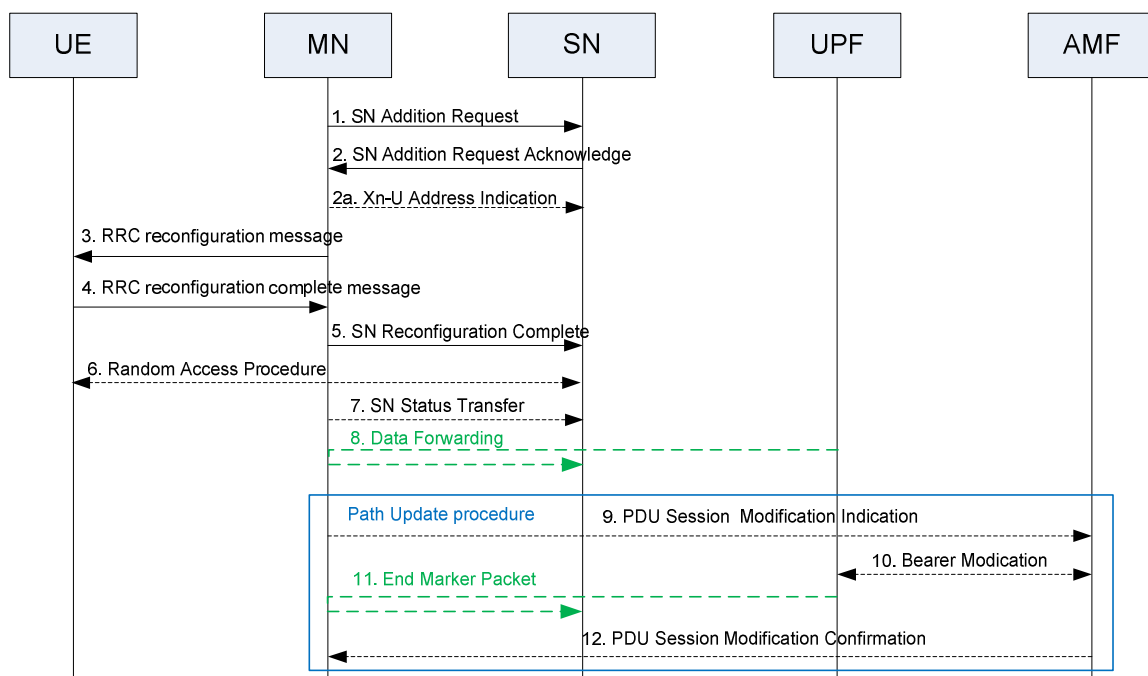 UE
MN
SN
UPF
AMF
1. SN Addition Request
2. SN Addition Request Acknowledge
2a. Xn-U Address Indication
3. RRC reconfiguration message
4. RRC reconfiguration complete message
5. SN Reconfiguration Complete
6. Random Access Procedure
7. SN Status Transfer
8. Data Forwarding
Path Update procedure
9. PDU Session Modification Indication
10. Bearer Modication
11. End Marker Packet
12. PDU Session Modification Confirmation